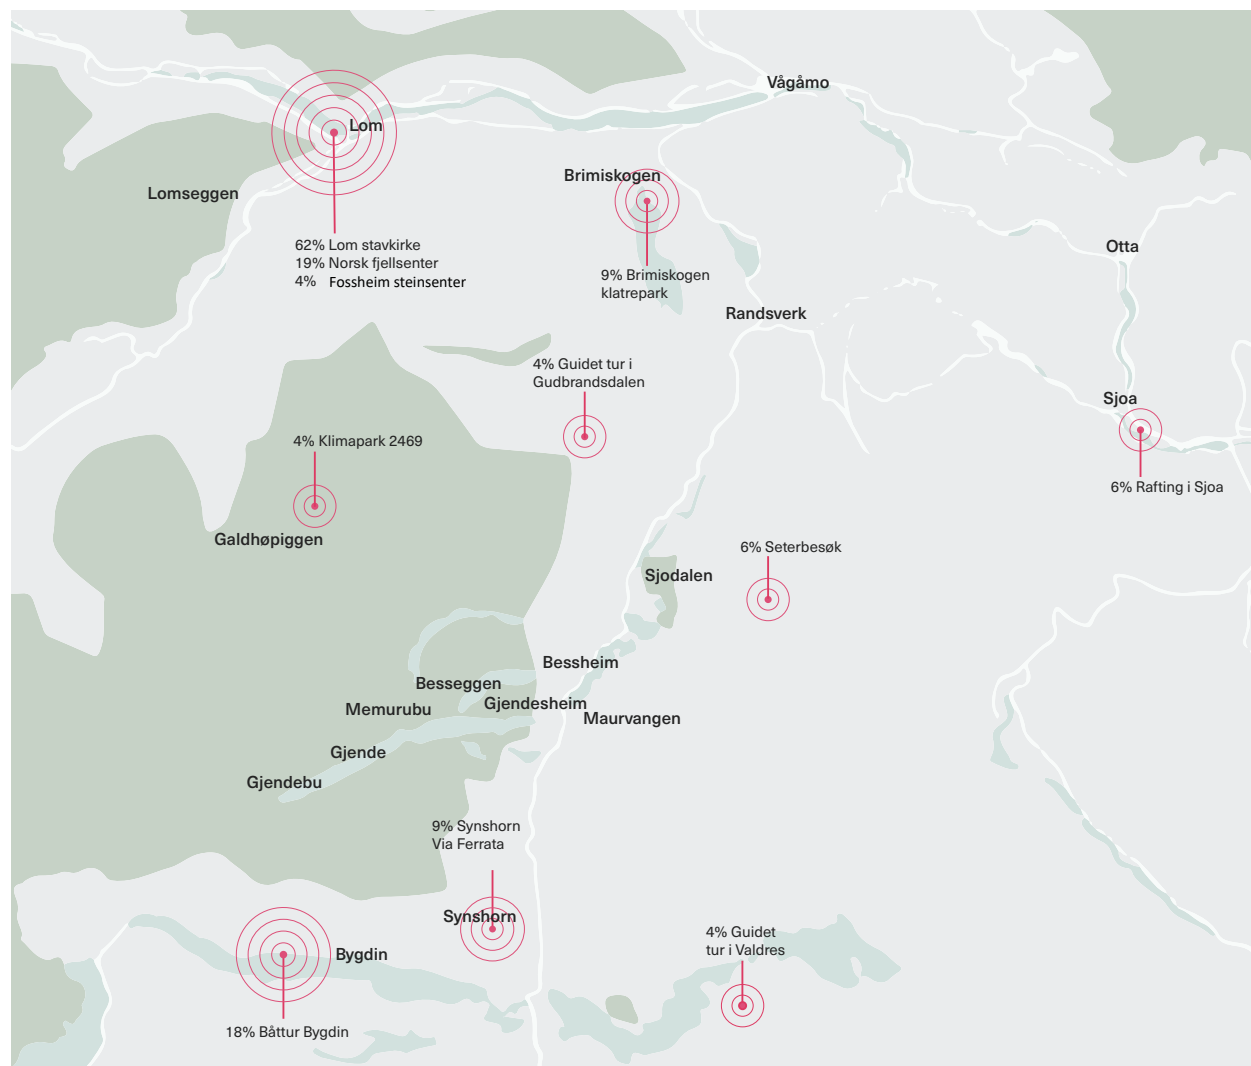 Vågåmo
Lom
Brimiskogen
Lomseggen
62% Lom stavkirke
19% Norsk fjellsenter
4% Fossheim steinsenter
Otta
9% Brimiskogen
klatrepark
Randsverk
4% Guidet tur i
Gudbrandsdalen
Sjoa
4% Klimapark 2469
6% Rafting i Sjoa
Galdhøpiggen
6% Seterbesøk
Sjodalen
Bessheim
Besseggen
Gjendesheim
Memurubu
Maurvangen
Gjende
Gjendebu
9% Synshorn
Via Ferrata
Synshorn
4% Guidet
tur i Valdres
Bygdin
18% Båttur Bygdin